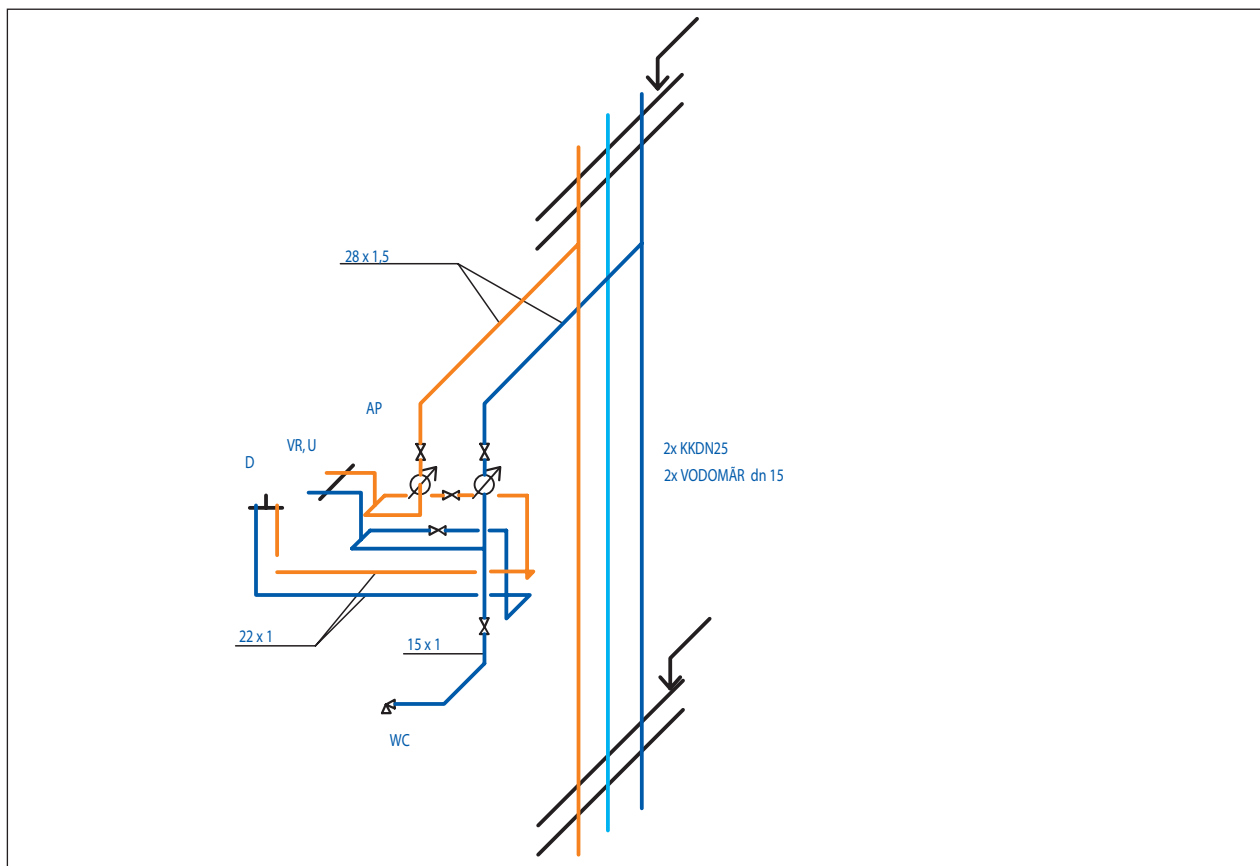 28 x 1,5
AP
VR, U
D
2x KKDN25
2x VODOMĀR dn 15
22 x 1
15 x 1
WC